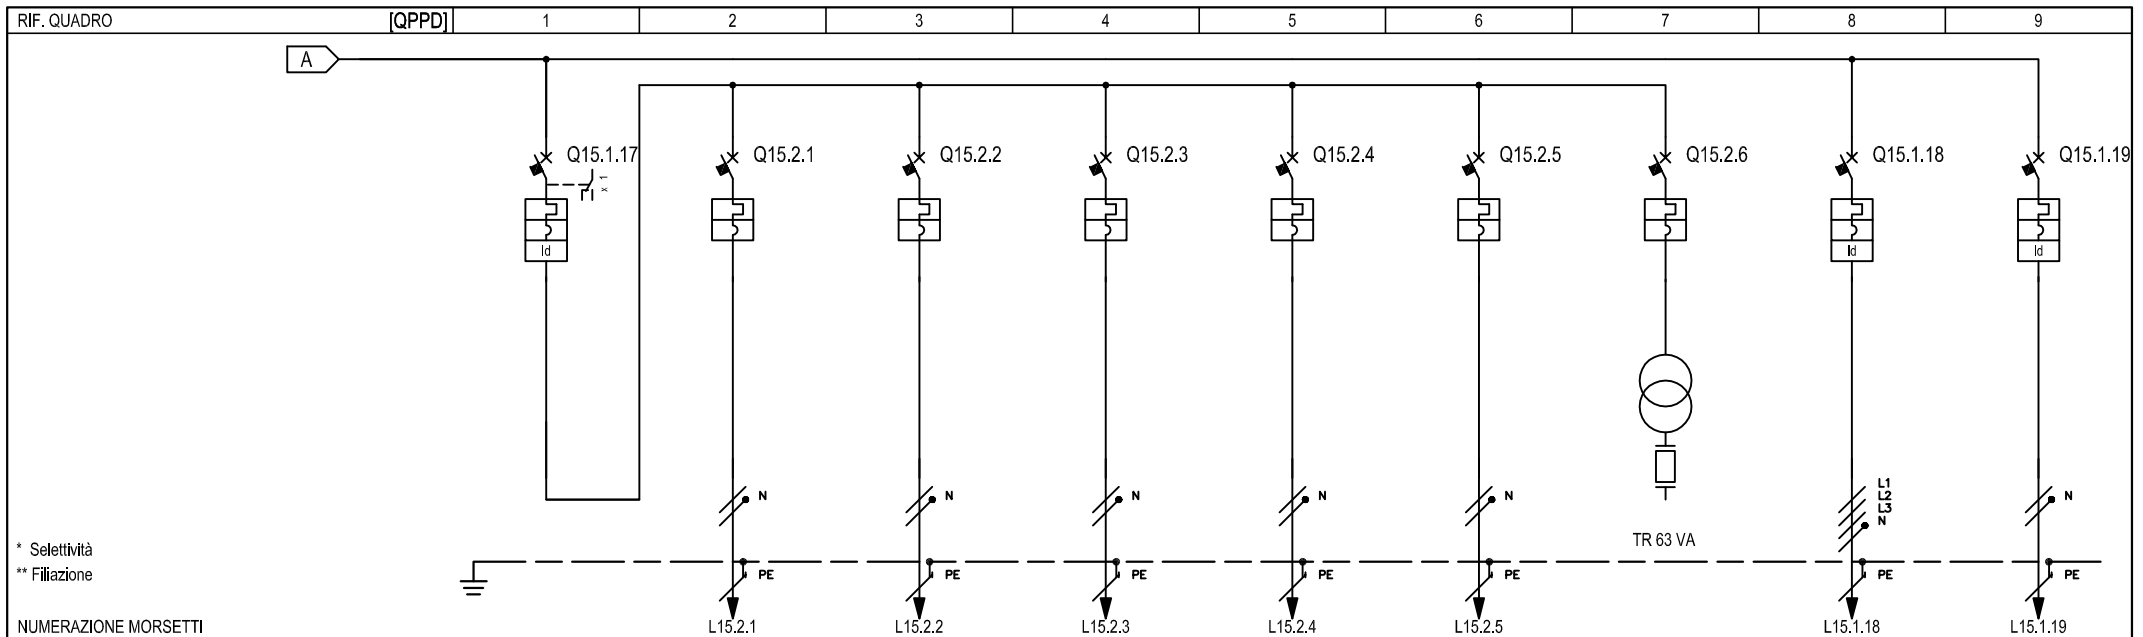 RIF. QUADRO [QPPD] 1 2 3 4 5 6 7 8 9
A
Q15.1.17 Q15.2.1 Q15.2.2 Q15.2.3 Q15.2.4 Q15.2.5 Q15.2.6 Q15.1.18 Q15.1.19
x 1
Id Id Id
L1
L2
L3
N N N N N N N
TR 63 VA
* Selettività
** Filiazione
PE PE PE PE PE PE PE
NUMERAZIONE MORSETTI L15.2.1 L15.2.2 L15.2.3 L15.2.4 L15.2.5 L15.1.18 L15.1.19